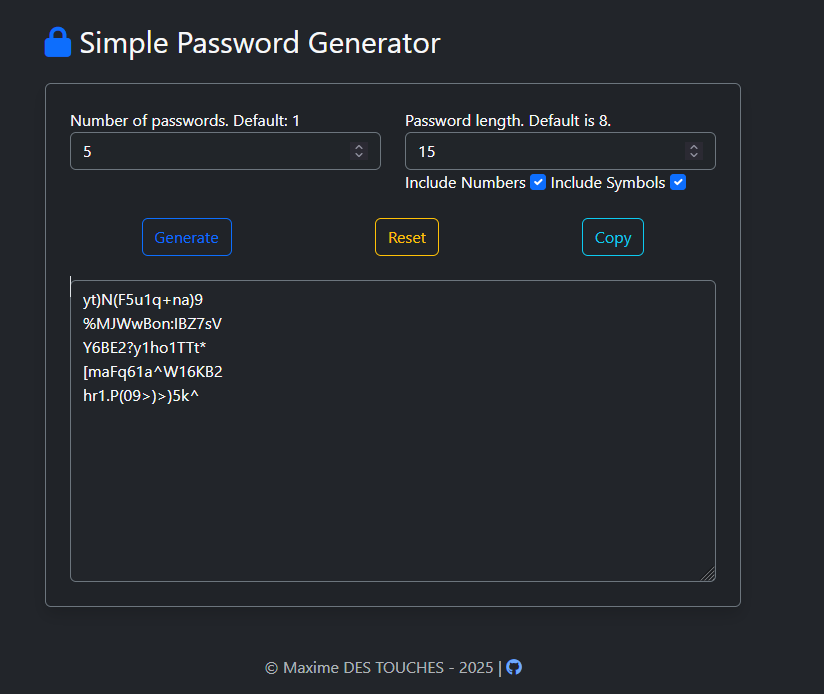 Simple Password Generator
Number of passwords. Default: 1
Password length. Default is 8.
5
15
Include Numbers Include Symbols
Generate
Reset
Copy
yt)N(F5u1q+na)9
%MJWwBon:IBZ7sV
Y6BE2?y1ho1TTt*
[maFq61a^W16KB2
hr1.P(09>)>)5k^
© Maxime DES TOUCHES - 2025 |